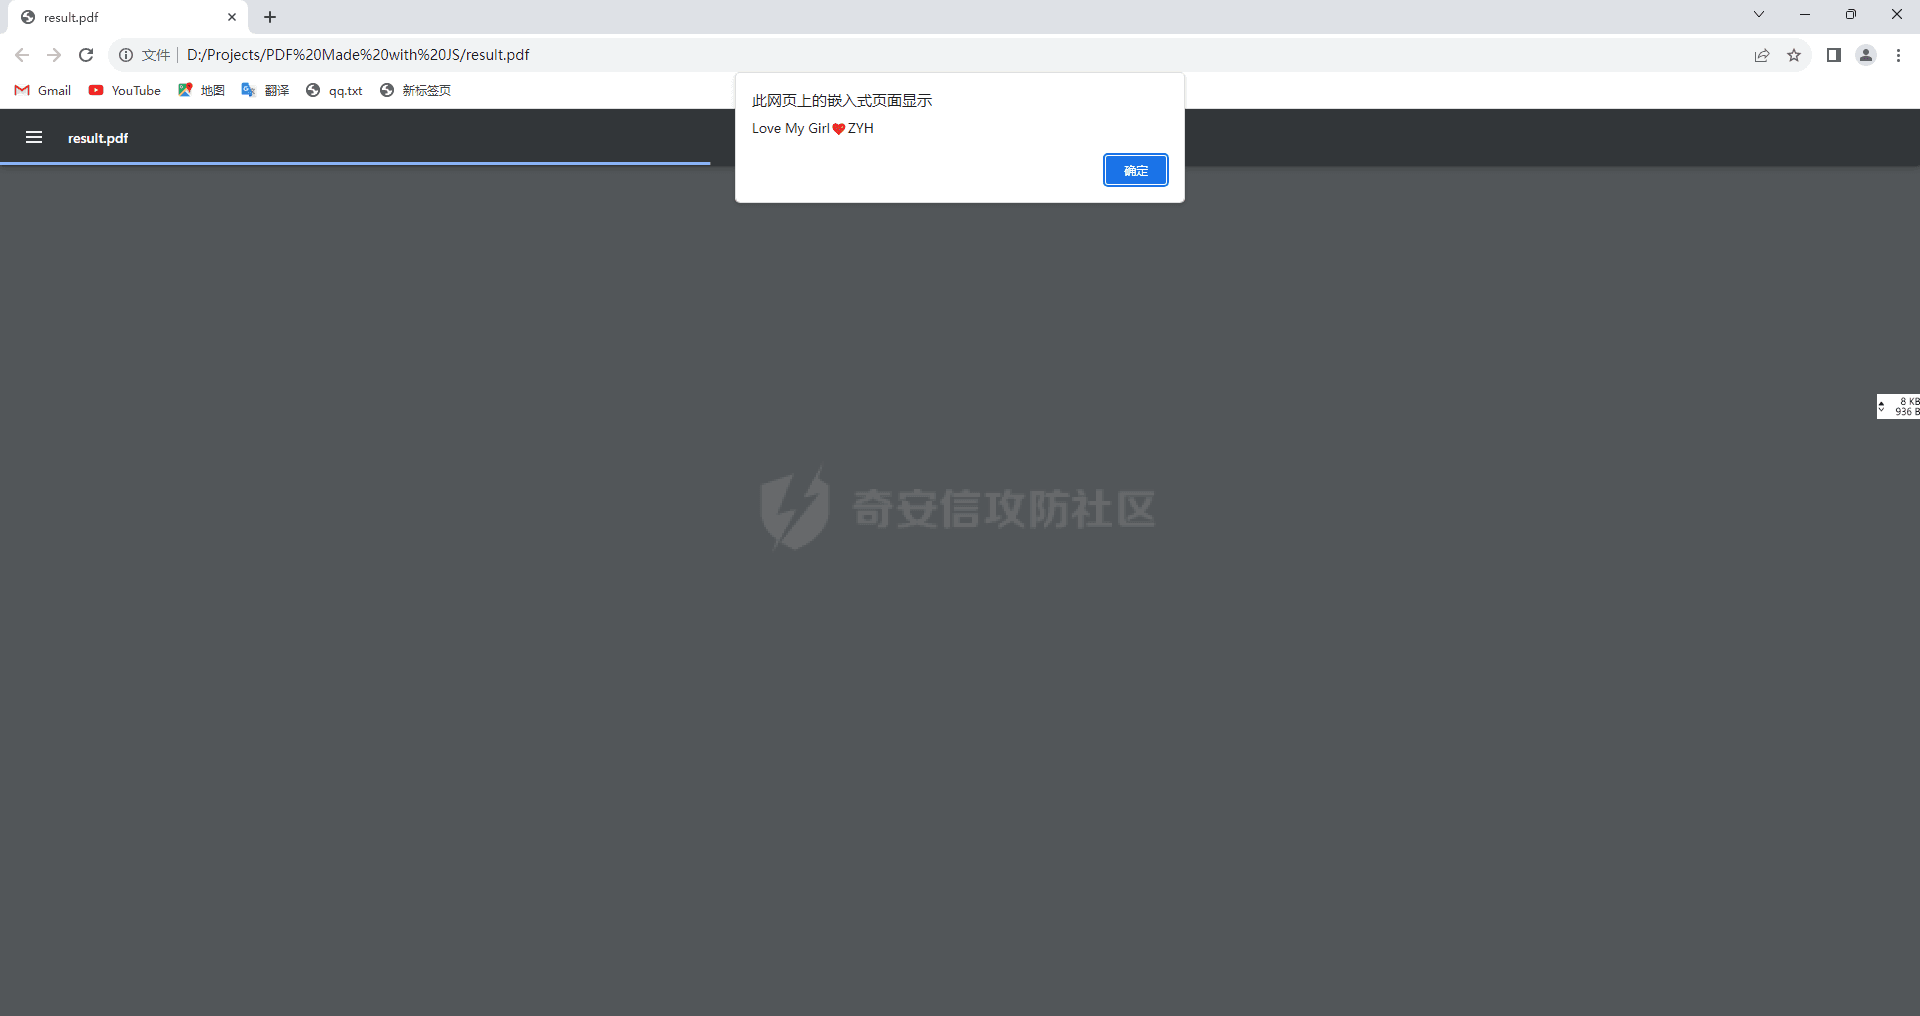 result.pdf
文件 D:/Projects/PDF%20Made%20with%20JS/result.pdf
Gmail YouTube 地图 翻译 qq.txt 新标签页
此网页上的嵌入式页面显示
Love My Girl❤ZYH
确定
result.pdf
8 KB
936 B
奇安信攻防社区